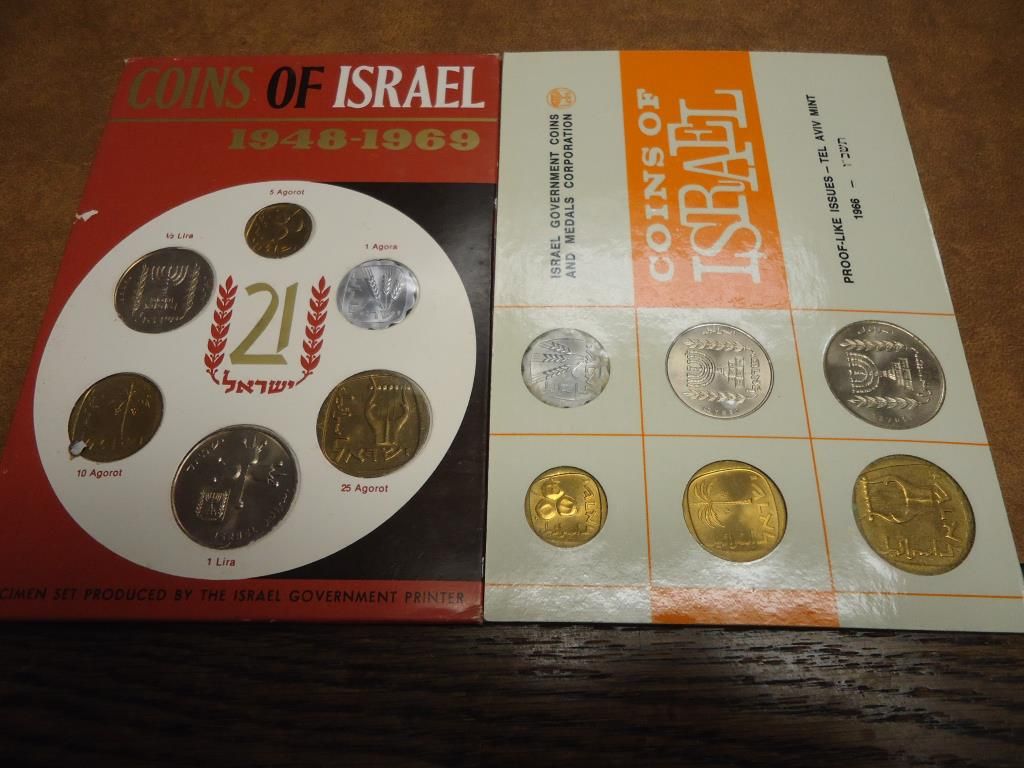 COINS OF ISRAEL
1948-1969
5 Agorot
½ Lira
1 Agora
21
ישראל
10 Agorot
25 Agorot
1 Lira
CIMEN SET PRODUCED BY THE ISRAEL GOVERNMENT PRINTER
ISRAEL GOVERNMENT COINS
AND MEDALS CORPORATION
COINS OF
ISRAEL
PROOF-LIKE ISSUES – TEL AVIV MINT
1966 – תשכ"ו